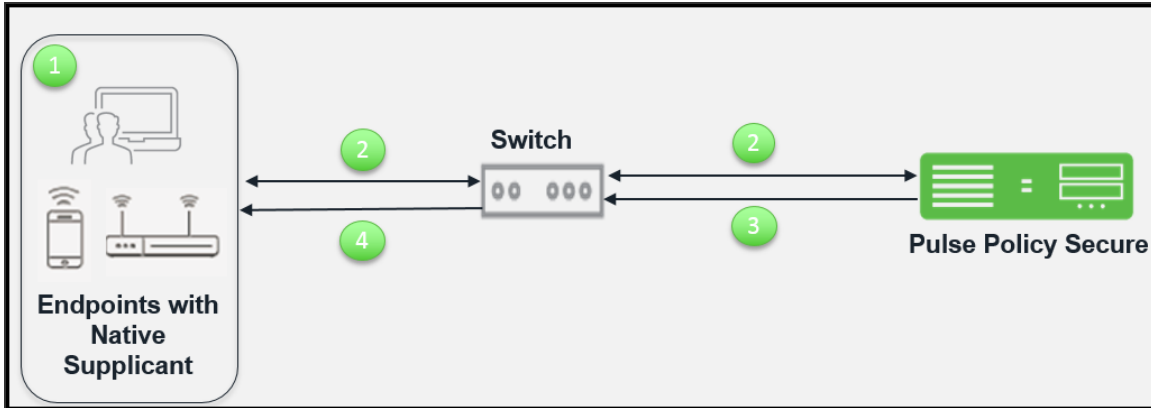 1
2
Switch
2
4
3
Pulse Policy Secure
Endpoints with
Native
Supplicant